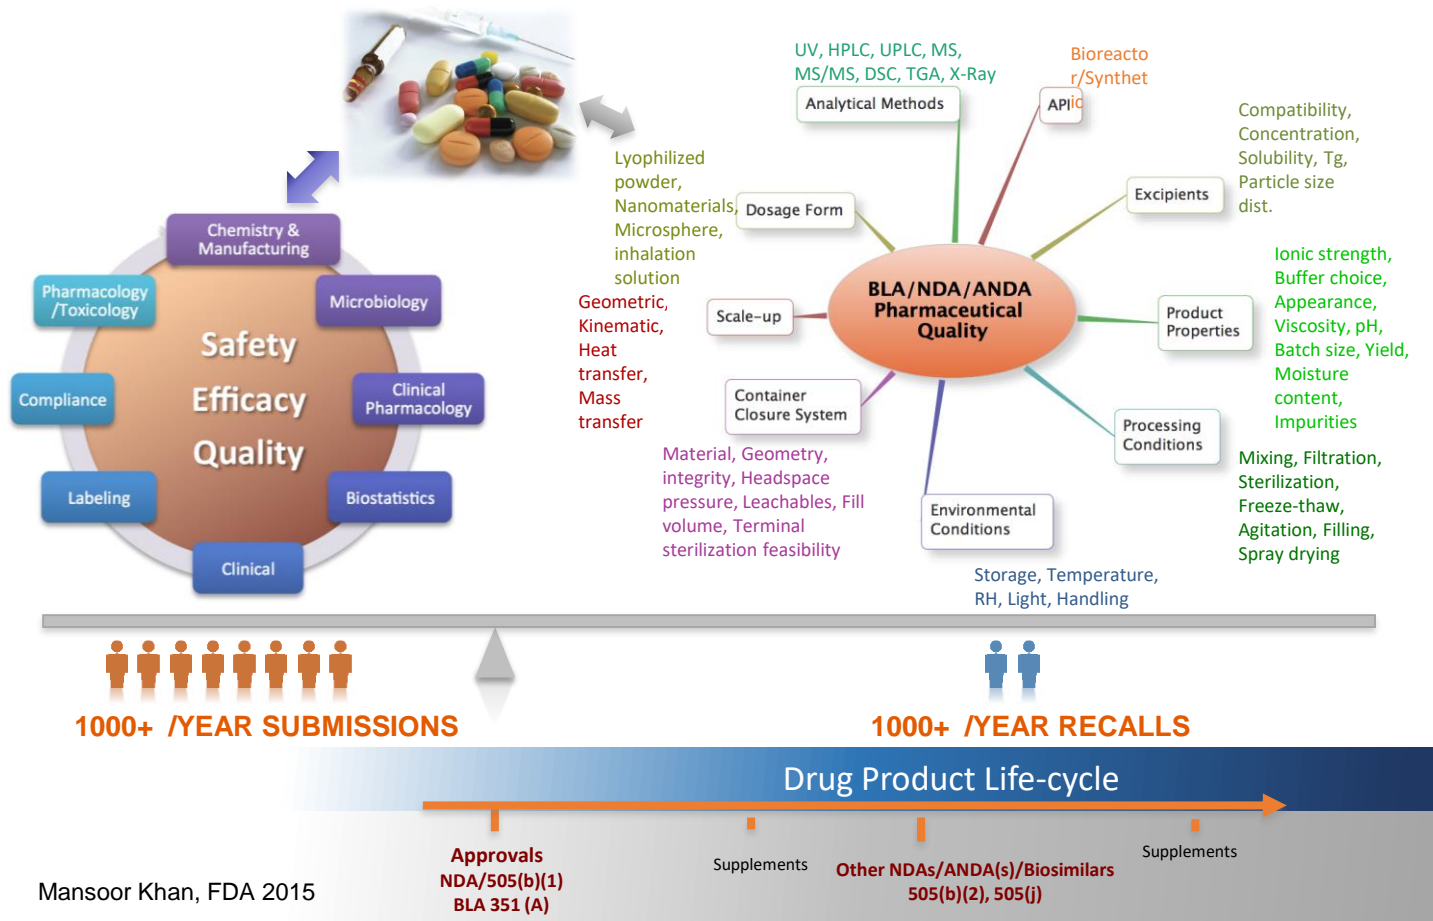 Chemistry &
Manufacturing
Pharmacology
/Toxicology
Microbiology
Safety
Efficacy
Quality
Compliance
Clinical
Pharmacology
Labeling
Biostatistics
Clinical
UV, HPLC, UPLC, MS,
MS/MS, DSC, TGA, X-Ray
Analytical Methods
Bioreacto
r/Synthet
ic
API
Compatibility,
Concentration,
Solubility, Tg,
Particle size
dist.
Excipients
Lyophilized
powder,
Nanomaterials,
Microsphere,
inhalation
solution
Dosage Form
BLA/NDA/ANDA
Pharmaceutical
Quality
Ionic strength,
Buffer choice,
Appearance,
Viscosity, pH,
Batch size, Yield,
Moisture
content,
Impurities
Product
Properties
Geometric,
Kinematic,
Heat
transfer,
Mass
transfer
Scale-up
Container
Closure System
Material, Geometry,
integrity, Headspace
pressure, Leachables, Fill
volume, Terminal
sterilization feasibility
Processing
Conditions
Mixing, Filtration,
Sterilization,
Freeze-thaw,
Agitation, Filling,
Spray drying
Environmental
Conditions
Storage, Temperature,
RH, Light, Handling
1000+ /YEAR SUBMISSIONS
1000+ /YEAR RECALLS
Drug Product Life-cycle
Approvals
NDA/505(b)(1)
BLA 351 (A)
Supplements
Other NDAs/ANDA(s)/Biosimilars
505(b)(2), 505(j)
Supplements
Mansoor Khan, FDA 2015